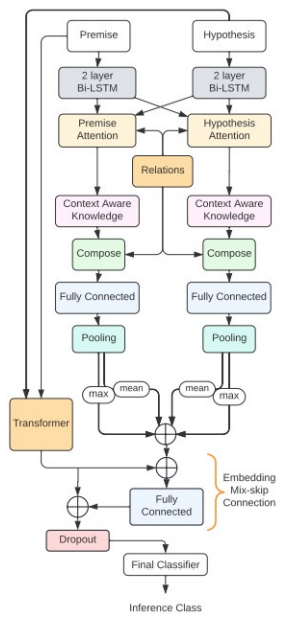 Premise
Hypothesis
2 layer
Bi-LSTM
2 layer
Bi-LSTM
Premise
Attention
Hypothesis
Attention
Relations
Context Aware
Knowledge
Context Aware
Knowledge
Compose
Compose
Fully Connected
Fully Connected
Pooling
Pooling
max
mean
mean
max
Transformer
Embedding
Mix-skip
Connection
Fully
Connected
Dropout
Final Classifier
Inference Class